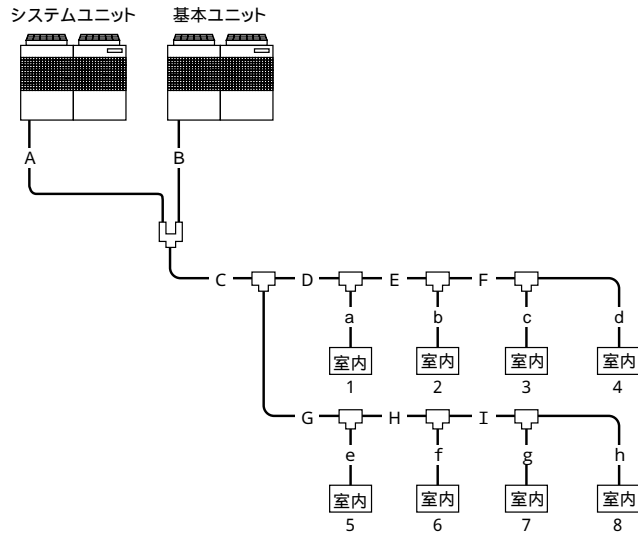 システムユニット 基本ユニット
A B
C D E F
a b c d
室内 室内 室内 室内
1 2 3 4
G H I
e f g h
室内 室内 室内 室内
5 6 7 8